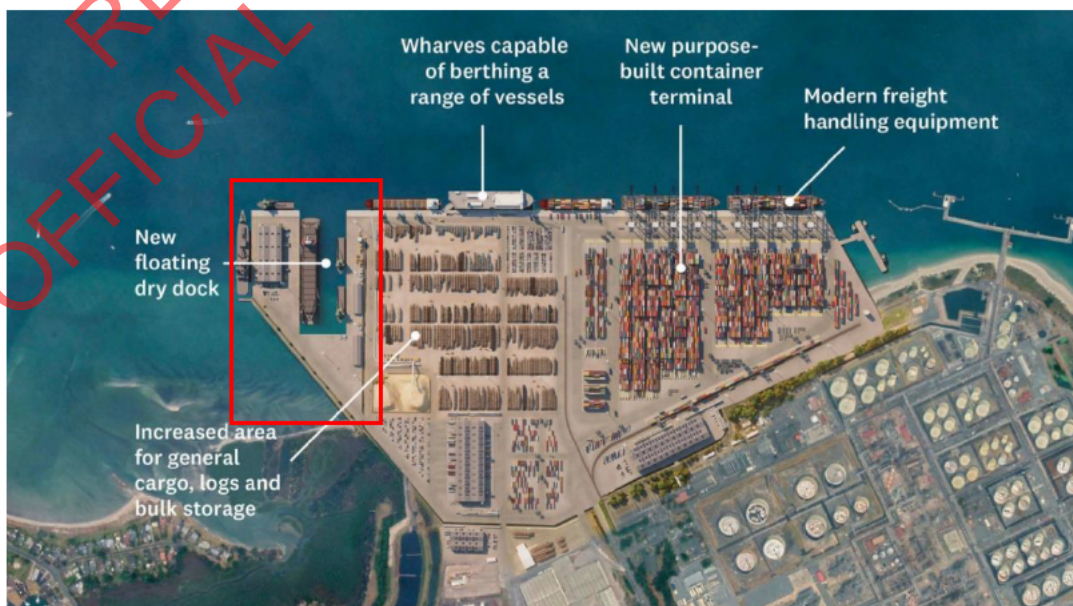 OFFICIAL
Wharves capable
of berthing a
range of vessels
New purpose-
built container
terminal
Modern freight
handling equipment
New
floating
dry dock
Increased area
for general
cargo, logs and
bulk storage